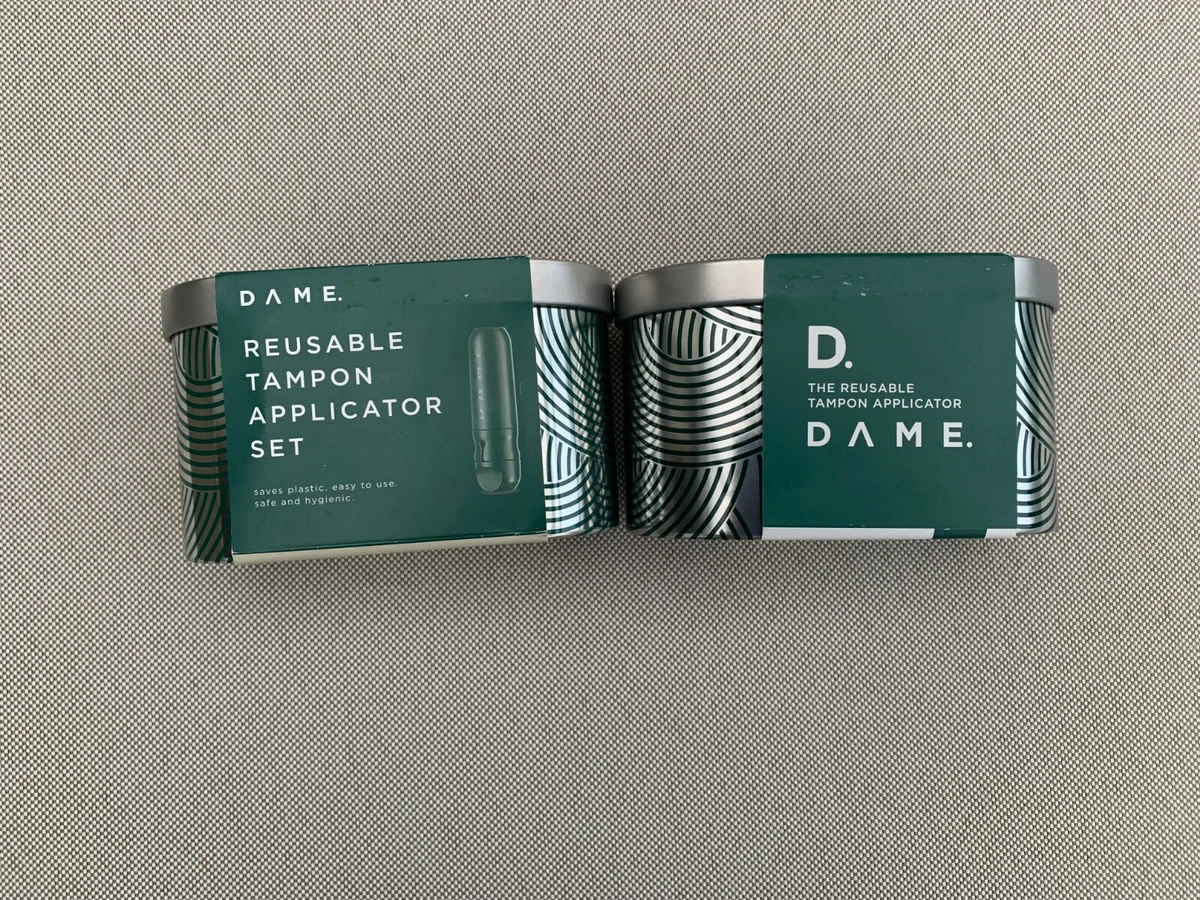 DAME.
REUSABLE
TAMPON
APPLICATOR
SET
saves plastic. easy to use.
safe and hygienic.
D.
THE REUSABLE
TAMPON APPLICATOR
DAME.